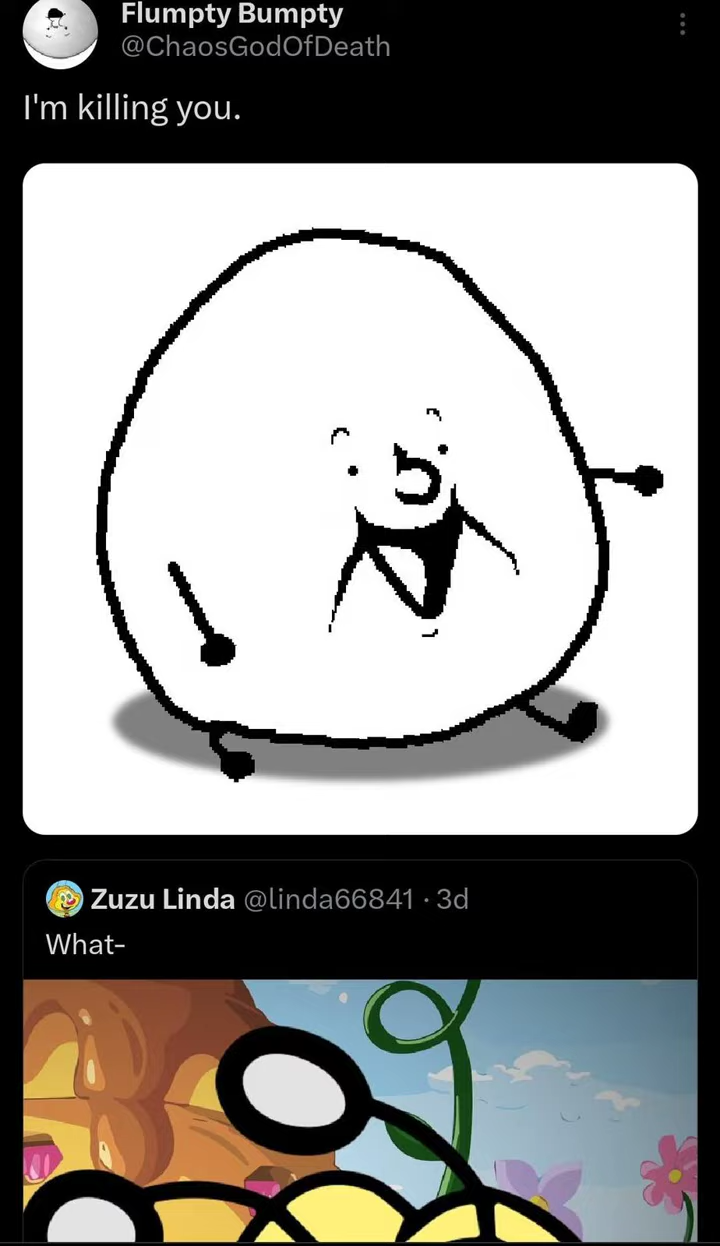 Flumpty Bumpty
@ChaosGodOfDeath
I'm killing you.
Zuzu Linda @linda66841 · 3d
What-